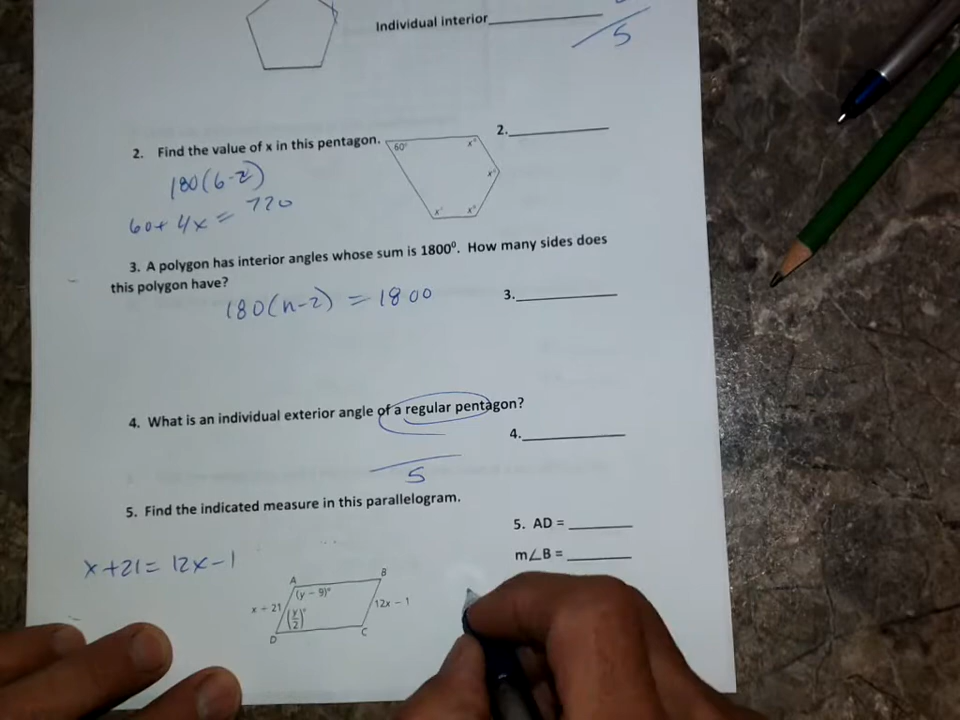 Individual interior
5
2. Find the value of x in this pentagon.
2.
60° x° x° x° x°
180(6-2)
60+ 4x = 720
3. A polygon has interior angles whose sum is 1800⁰. How many sides does
this polygon have?
180(n-2) = 1800
3.
4. What is an individual exterior angle of a regular pentagon?
4.
5
5. Find the indicated measure in this parallelogram.
5. AD =
m∠B =
x+21= 12x-1
A B
(y – 9)°
x + 21 (y/2)° 12x – 1
D C